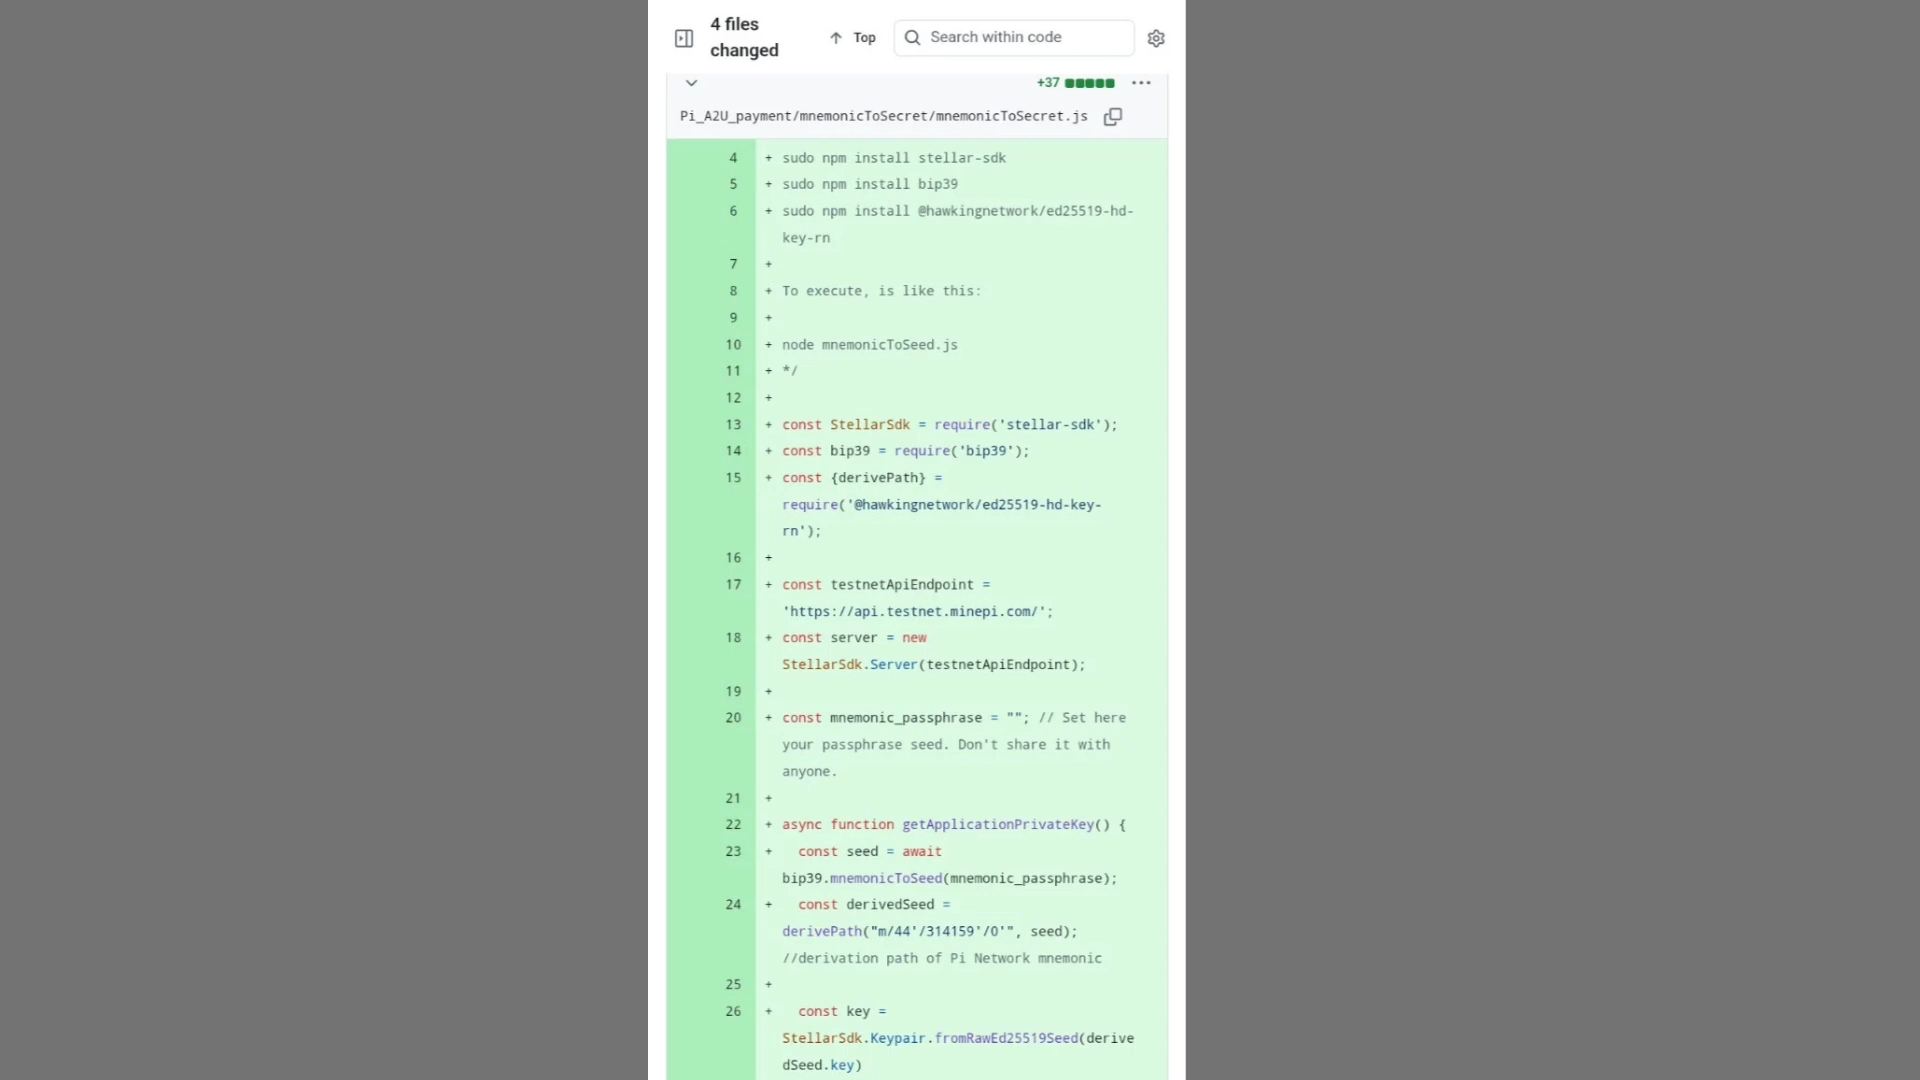 4 files
changed
Top
Search within code
+37
Pi_A2U_payment/mnemonicToSecret/mnemonicToSecret.js
4 + sudo npm install stellar-sdk
5 + sudo npm install bip39
6 + sudo npm install @hawkingnetwork/ed25519-hd-
key-rn
7 +
8 + To execute, is like this:
9 +
10 + node mnemonicToSeed.js
11 + */
12 +
13 + const StellarSdk = require('stellar-sdk');
14 + const bip39 = require('bip39');
15 + const {derivePath} =
require('@hawkingnetwork/ed25519-hd-key-
rn');
16 +
17 + const testnetApiEndpoint =
'https://api.testnet.minepi.com/';
18 + const server = new
StellarSdk.Server(testnetApiEndpoint);
19 +
20 + const mnemonic_passphrase = ""; // Set here
your passphrase seed. Don't share it with
anyone.
21 +
22 + async function getApplicationPrivateKey() {
23 + const seed = await
bip39.mnemonicToSeed(mnemonic_passphrase);
24 + const derivedSeed =
derivePath("m/44'/314159'/0'", seed);
//derivation path of Pi Network mnemonic
25 +
26 + const key =
StellarSdk.Keypair.fromRawEd25519Seed(derive
dSeed.key)